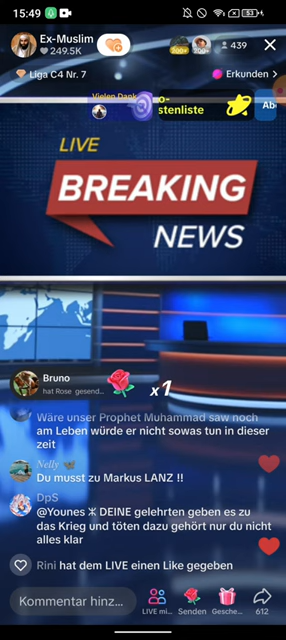 15:49
Ex-Muslim
249.5K
439
Liga C4 Nr. 7
Erkunden >
Vielen Dank
stenliste
LIVE
BREAKING
NEWS
Bruno
hat Rose gesend...
x1
Wäre unser Prophet Muhammad saw noch
am Leben würde er nicht sowas tun in dieser
zeit
Nelly
Du musst zu Markus LANZ !!
DpS
@Younes ⵣ DEINE gelehrten geben es zu
das Krieg und töten dazu gehört nur du nicht
alles klar
Rini hat dem LIVE einen Like gegeben
Kommentar hinz...
LIVE mi...
Senden
Gesche...
612